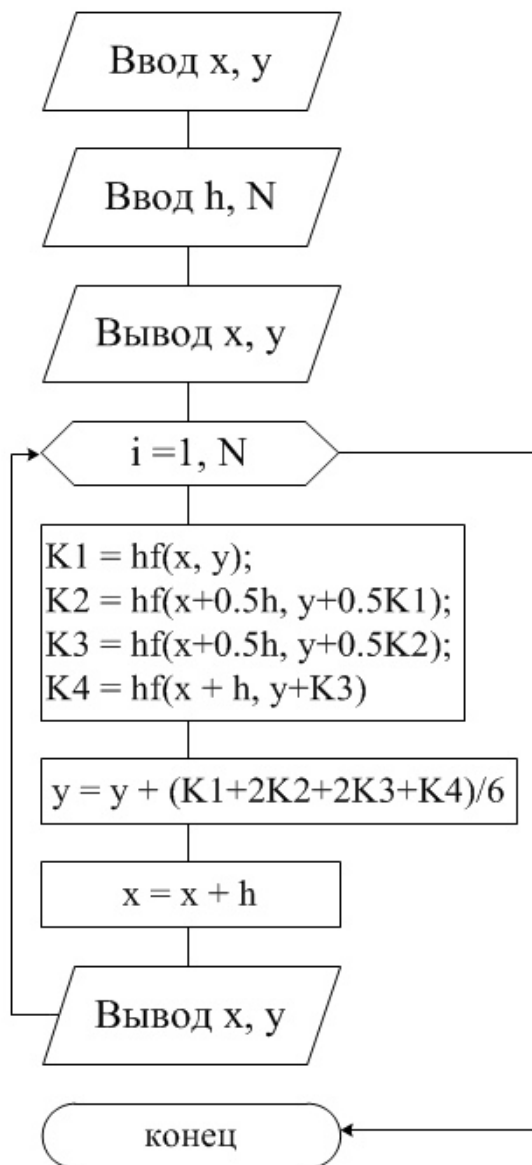 Ввод x, y
Ввод h, N
Вывод x, y
i =1, N
K1 = hf(x, y);
K2 = hf(x+0.5h, y+0.5K1);
K3 = hf(x+0.5h, y+0.5K2);
K4 = hf(x + h, y+K3)
y = y + (K1+2K2+2K3+K4)/6
x = x + h
Вывод x, y
конец